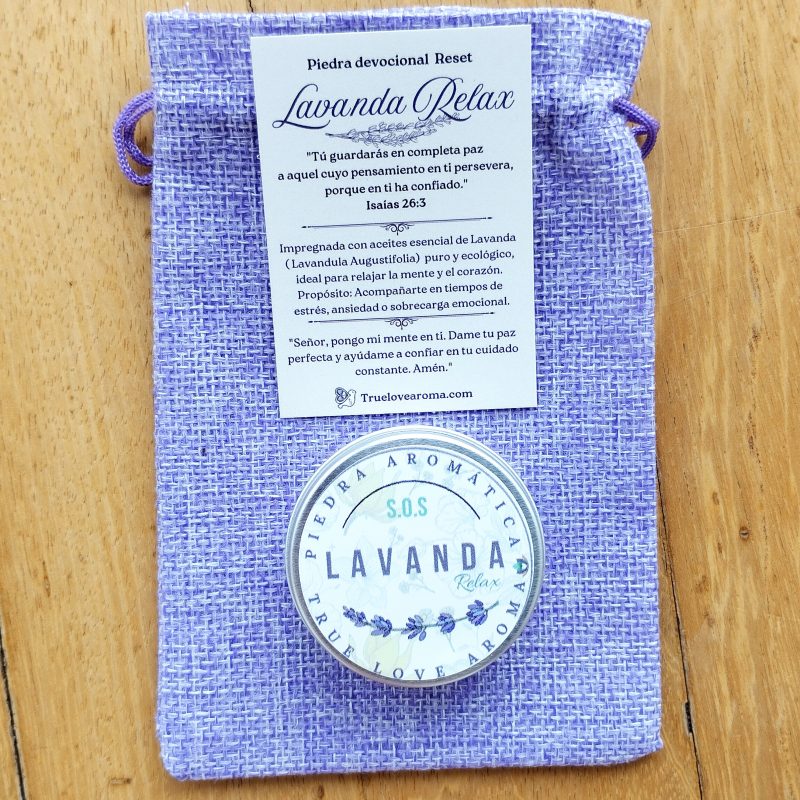 Piedra devocional Reset
Lavanda Relax
"Tú guardarás en completa paz
a aquel cuyo pensamiento en ti persevera,
porque en ti ha confiado."
Isaías 26:3
Impregnada con aceites esencial de Lavanda
(Lavandula Augustifolia) puro y ecológico,
ideal para relajar la mente y el corazón.
Propósito: Acompañarte en tiempos de
estrés, ansiedad o sobrecarga emocional.
"Señor, pongo mi mente en ti. Dame tu paz
perfecta y ayúdame a confiar en tu cuidado
constante. Amén."
Truelovearoma.com
PIEDRA AROMÁTICA
S.O.S
LAVANDA
Relax
TRUE LOVE AROMA